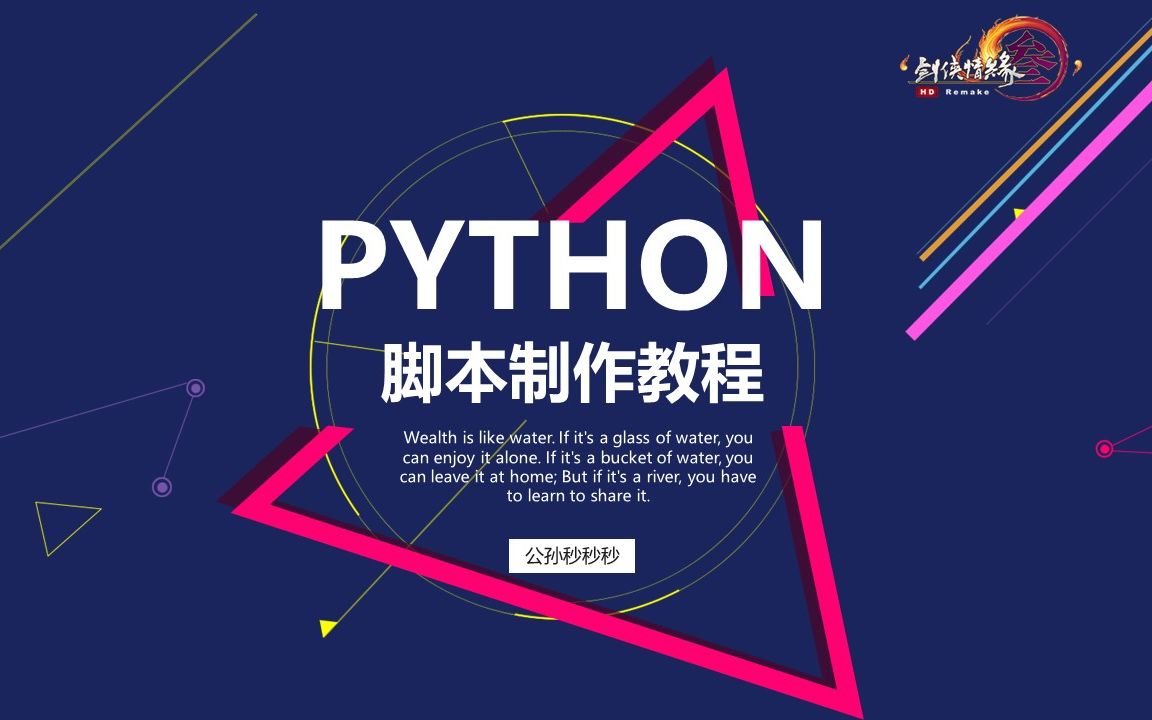 剑侠情缘叁
HD Remake
PYTHON
脚本制作教程
Wealth is like water. If it's a glass of water, you
can enjoy it alone. If it's a bucket of water, you
can leave it at home; But if it's a river, you have
to learn to share it.
公孙秒秒秒